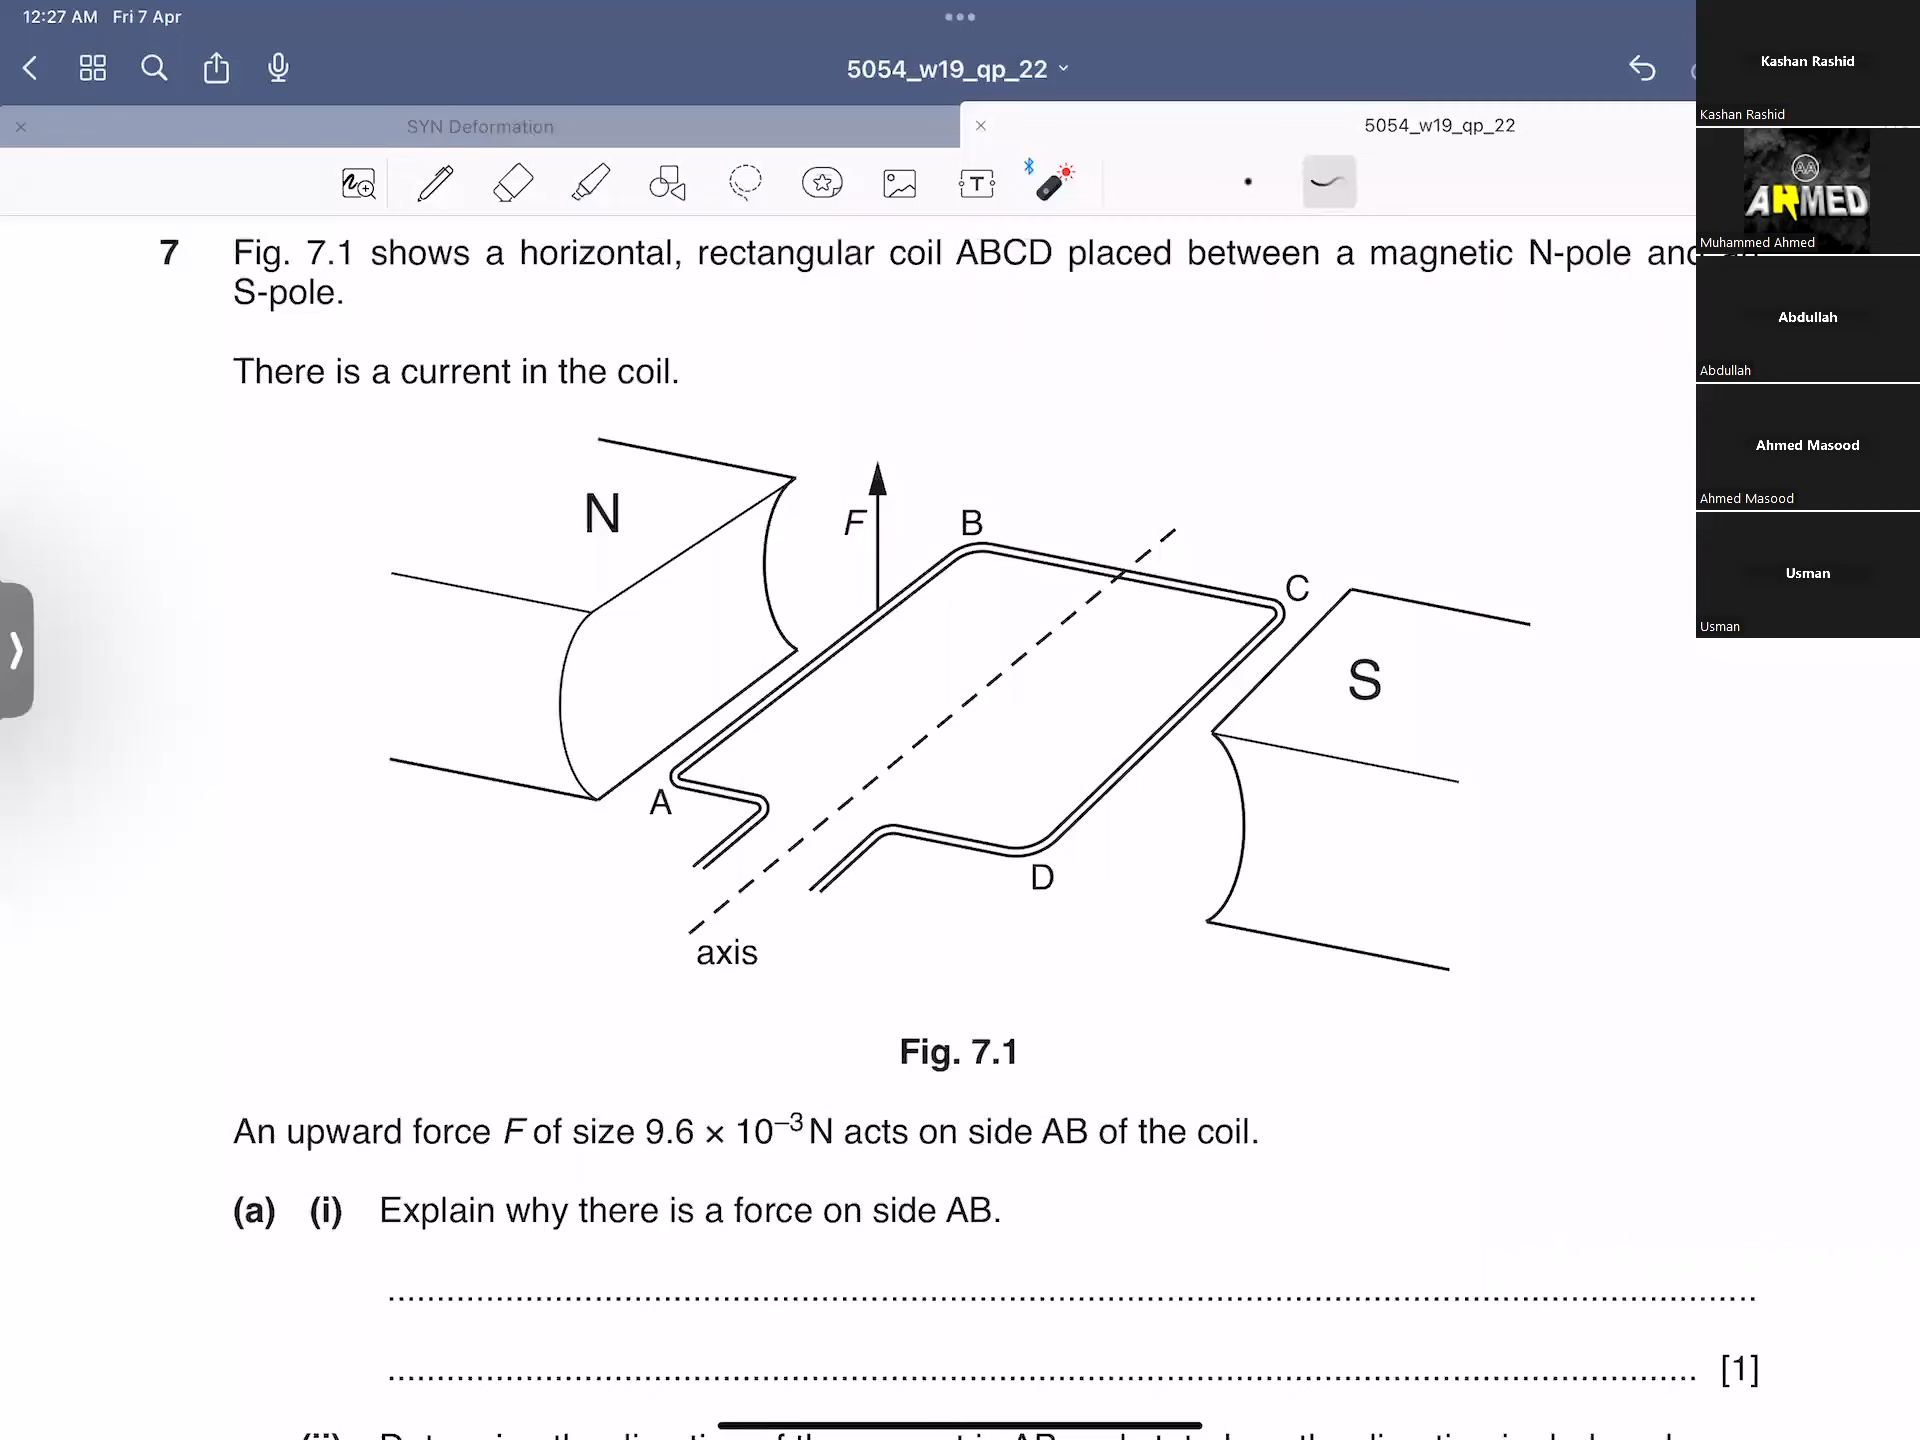 12:27 AM Fri 7 Apr
5054_w19_qp_22
SYN Deformation
5054_w19_qp_22
Kashan Rashid
Kashan Rashid
AA
ARMED
Muhammed Ahmed
Abdullah
Abdullah
Ahmed Masood
Ahmed Masood
Usman
Usman
7 Fig. 7.1 shows a horizontal, rectangular coil ABCD placed between a magnetic N-pole and an
S-pole.
There is a current in the coil.
N
F
B
C
S
A
D
axis
Fig. 7.1
An upward force F of size 9.6 × 10⁻³ N acts on side AB of the coil.
(a) (i) Explain why there is a force on side AB.
[1]